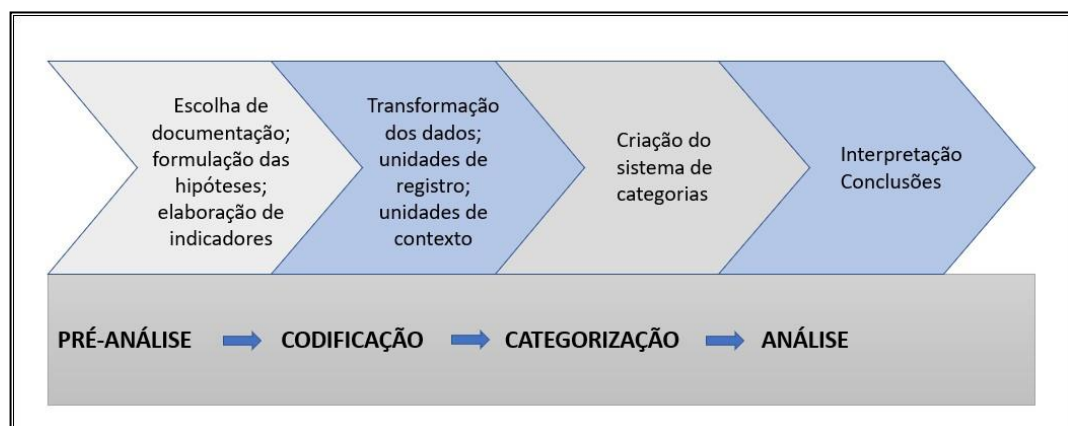 Escolha de
documentação;
formulação das
hipóteses;
elaboração de
indicadores
Transformação
dos dados;
unidades de
registro;
unidades de
contexto
Criação do
sistema de
categorias
Interpretação
Conclusões
PRÉ-ANÁLISE CODIFICAÇÃO CATEGORIZAÇÃO ANÁLISE